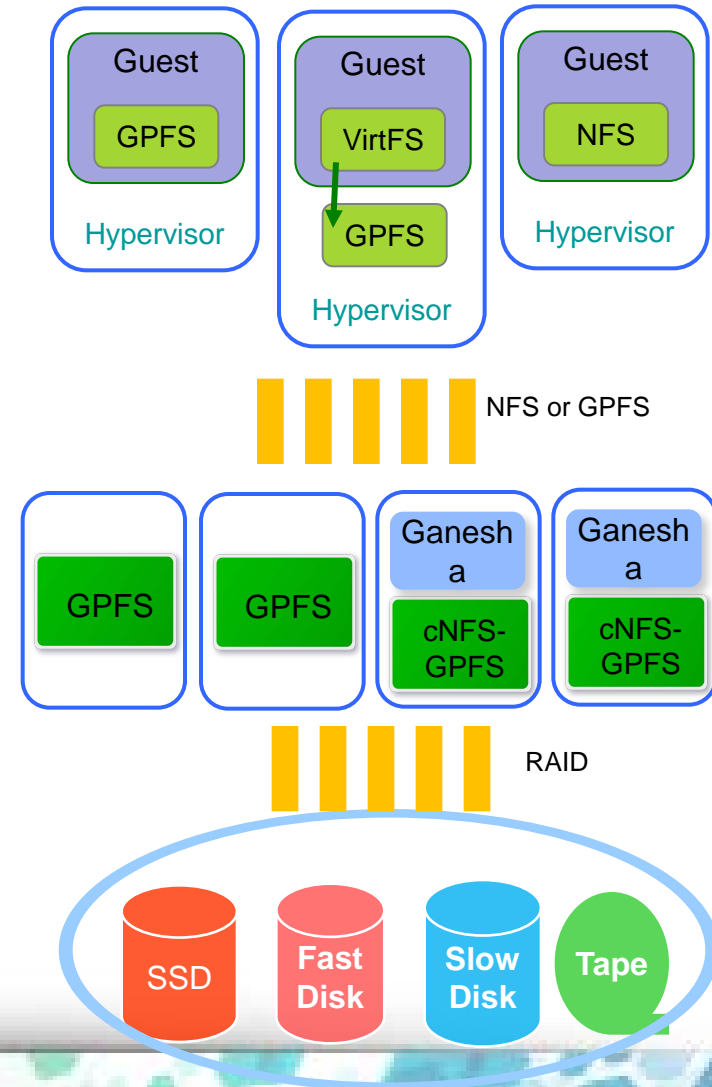 Guest
GPFS
Hypervisor
Guest
VirtFS
GPFS
Hypervisor
Guest
NFS
Hypervisor
NFS or GPFS
GPFS
GPFS
Ganesh
a
cNFS-
GPFS
Ganesh
a
cNFS-
GPFS
RAID
SSD
Fast
Disk
Slow
Disk
Tape